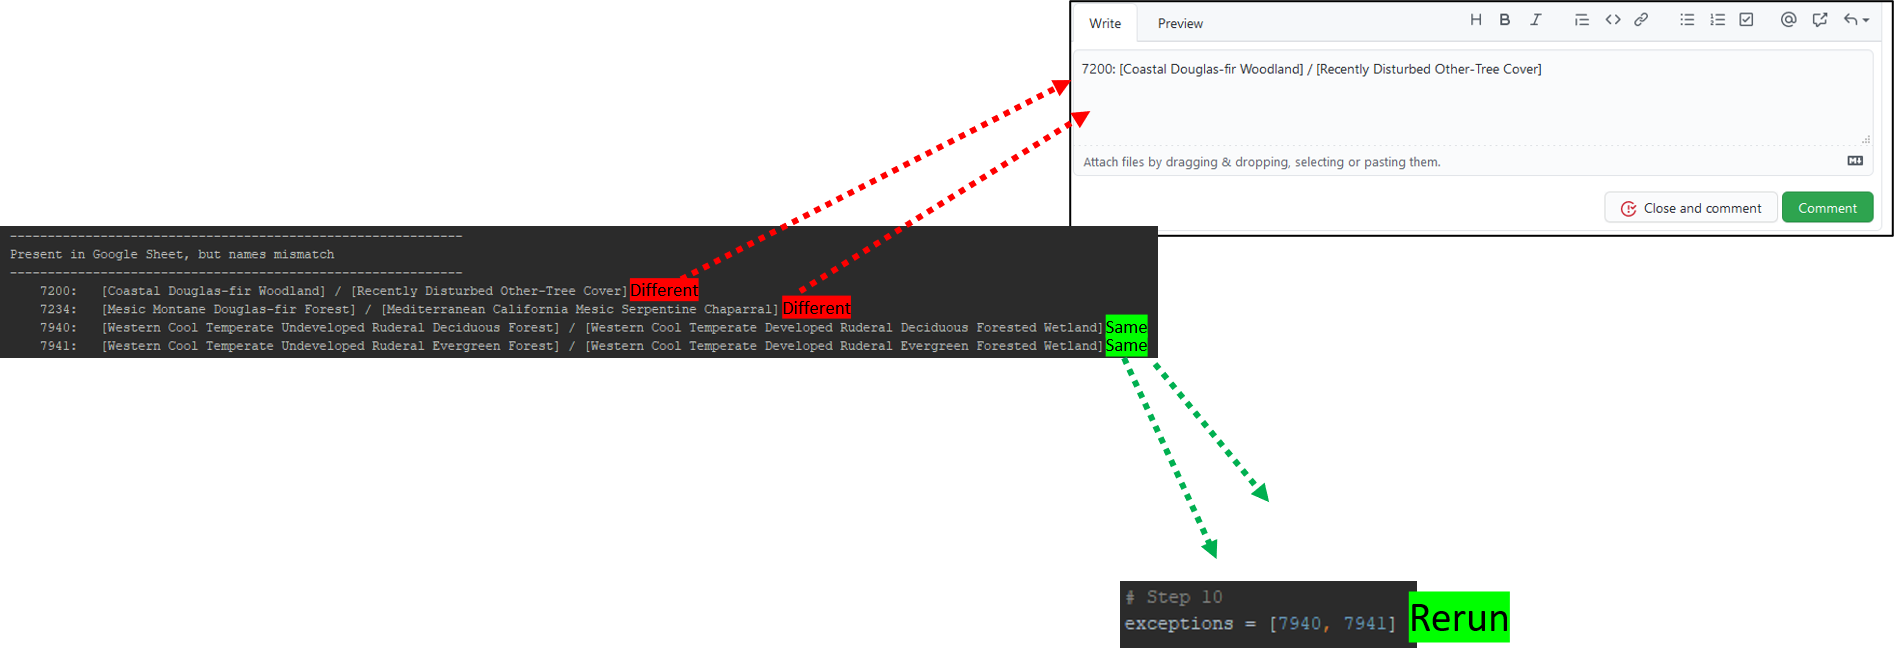 Write Preview H B I
7200: [Coastal Douglas-fir Woodland] / [Recently Disturbed Other-Tree Cover]
Attach files by dragging & dropping, selecting or pasting them. M
Close and comment Comment
------------------------------------------------------------
Present in Google Sheet, but names mismatch
------------------------------------------------------------
7200: [Coastal Douglas-fir Woodland] / [Recently Disturbed Other-Tree Cover] Different
7234: [Mesic Montane Douglas-fir Forest] / [Mediterranean California Mesic Serpentine Chaparral] Different
7940: [Western Cool Temperate Undeveloped Ruderal Deciduous Forest] / [Western Cool Temperate Developed Ruderal Deciduous Forested Wetland] Same
7941: [Western Cool Temperate Undeveloped Ruderal Evergreen Forest] / [Western Cool Temperate Developed Ruderal Evergreen Forested Wetland] Same
# Step 10
exceptions = [7940, 7941] Rerun